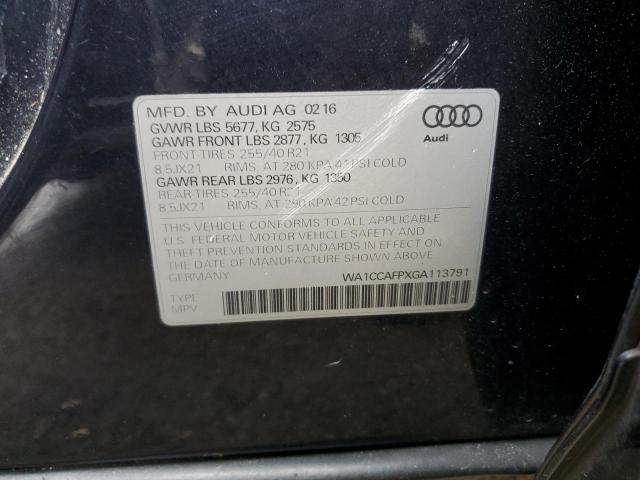 MFD. BY AUDI AG 02 16
GVWR LBS 5677, KG 2575
GAWR FRONT LBS 2877, KG 1305
FRONT-TIRES 255/40 R21
8.5JX21 RIMS, AT 280 KPA 41 PSI COLD
GAWR REAR LBS 2976, KG 1350
REAR-TIRES 255/40 R21
8.5JX21 RIMS, AT 290 KPA 42 PSI COLD
Audi
THIS VEHICLE CONFORMS TO ALL APPLICABLE
U.S. FEDERAL MOTOR VEHICLE SAFETY AND
THEFT PREVENTION STANDARDS IN EFFECT ON
THE DATE OF MANUFACTURE SHOWN ABOVE.
GERMANY WA1CCAFPXGA113791
TYPE
MPV